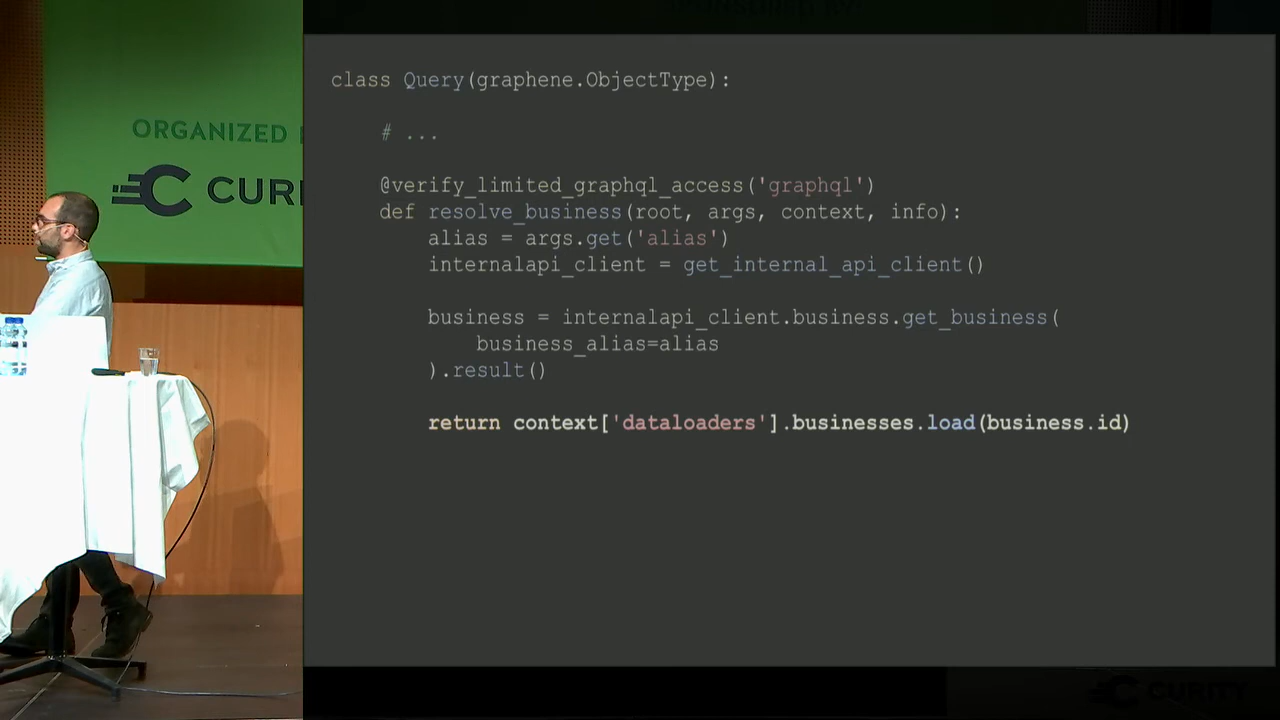 ORGANIZED
CURI
class Query(graphene.ObjectType):
# ...
@verify_limited_graphql_access('graphql')
def resolve_business(root, args, context, info):
alias = args.get('alias')
internalapi_client = get_internal_api_client()
business = internalapi_client.business.get_business(
business_alias=alias
).result()
return context['dataloaders'].businesses.load(business.id)
CURITY